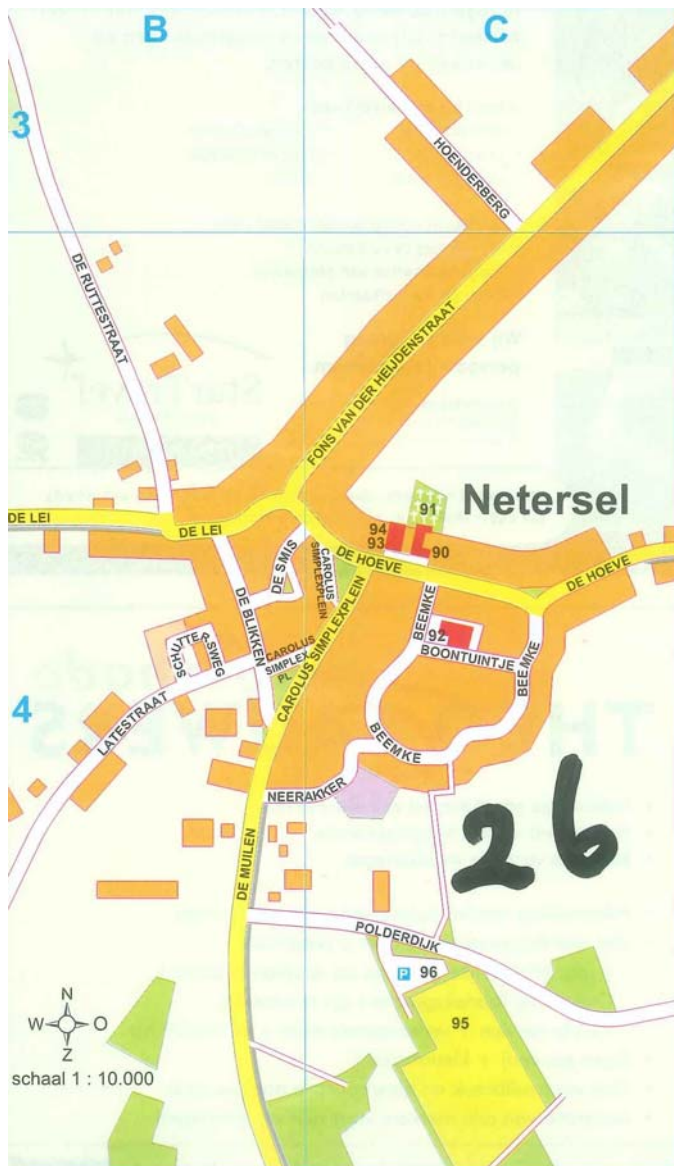 B
C
3
HOENDERBERG
DE RUTTESTRAAT
FONS VAN DER HEIJDENSTRAAT
91
Netersel
94
93
90
DE LEI
DE LEI
DE HOEVE
DE HOEVE
DE SMIS
CAROLUS
SIMPLEXPLEIN
DE BLIKKEN
BEEMKE
92
BOONTUINTJE
BEEMKE
SCHUTTERSWEG
CAROLUS
SIMPLEX
PL
CAROLUS SIMPLEXPLEIN
4
LATESTRAAT
BEEMKE
NEERAKKER
26
DE MUILEN
POLDERDIJK
P
96
95
N
W
O
Z
schaal 1 : 10.000